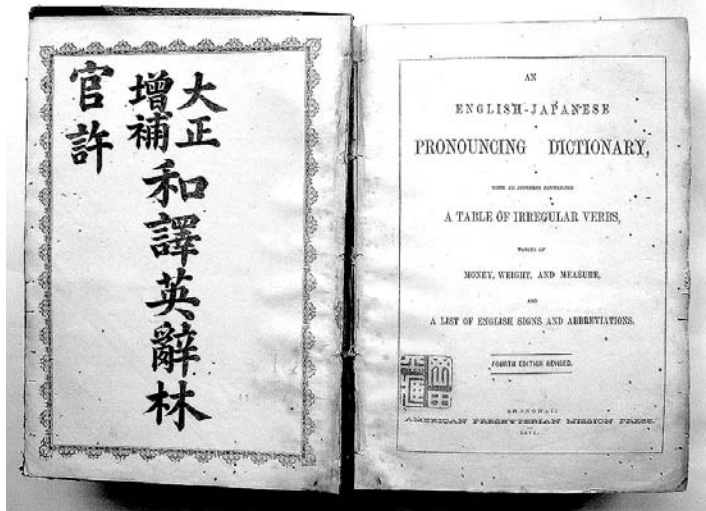 官許
大正
増補
和譯英辭林
AN
ENGLISH-JAPANESE
PRONOUNCING DICTIONARY,
WITH AN APPENDIX CONTAINING
A TABLE OF IRREGULAR VERBS,
TABLES OF
MONEY, WEIGHT, AND MEASURE,
AND
A LIST OF ENGLISH SIGNS AND ABBREVIATIONS.
FOURTH EDITION REVISED.
SHANGHAI:
AMERICAN PRESBYTERIAN MISSION PRESS.